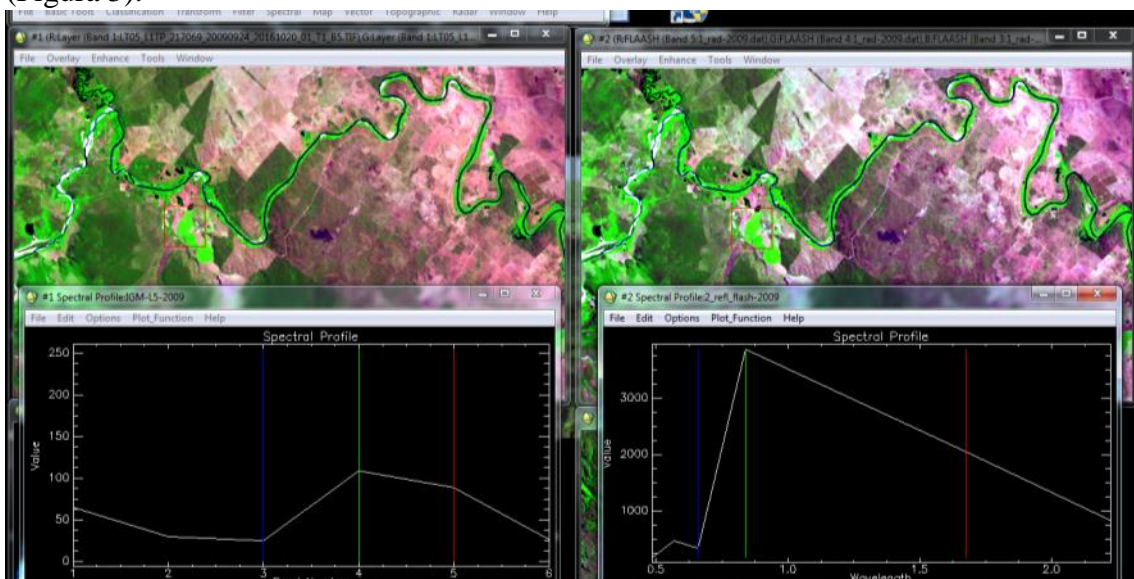 (Figura 3).
File Basic Tools Classification Transform Filter Spectral Map Vector Topographic Radar Window Help
#1 (R:Layer (Band 1:LT05_L1TP_217069_20090924_20161020_01_T1_B5.TIF),G:Layer (Band 1:LT05_L1...
File Overlay Enhance Tools Window
#2 (R:FLAASH (Band 5:1_rad-2009.dat),G:FLAASH (Band 4:1_rad-2009.dat),B:FLAASH (Band 3:1_rad-...
File Overlay Enhance Tools Window
#1 Spectral Profile:IGM-L5-2009
File Edit Options Plot_Function Help
Spectral Profile
250
200
150
100
50
0
Value
1 2 3 4 5 6
#2 Spectral Profile:2_refl_flash-2009
File Edit Options Plot_Function Help
Spectral Profile
3000
2000
1000
Value
0.5 1.0 1.5 2.0
Wavelength